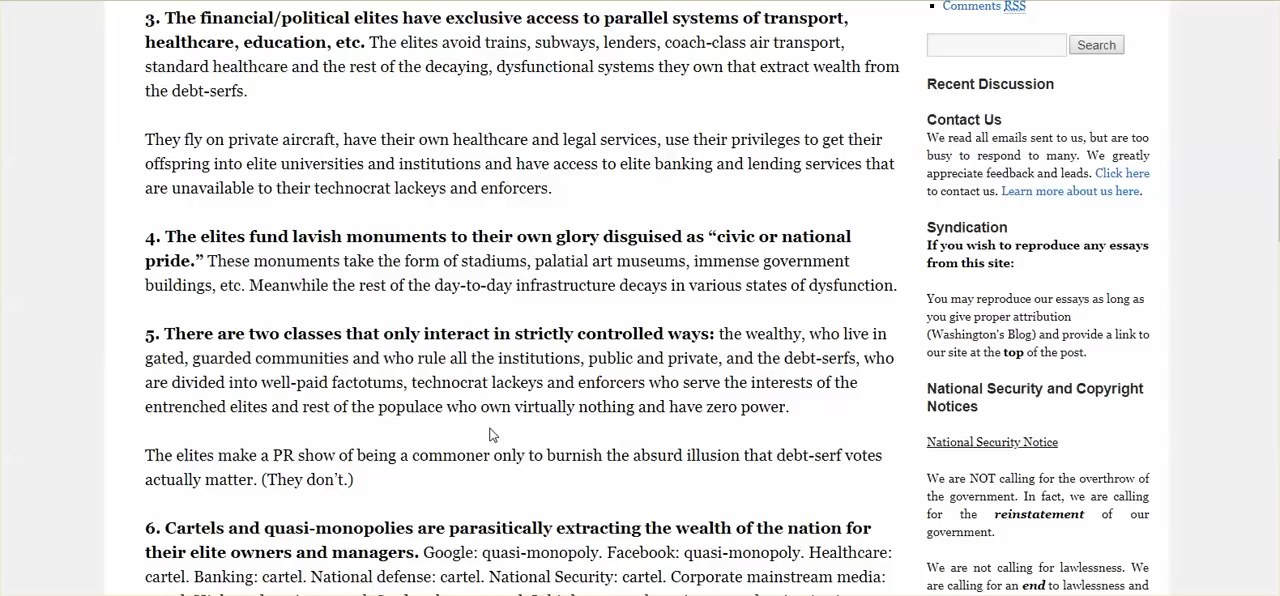 3. The financial/political elites have exclusive access to parallel systems of transport,
healthcare, education, etc. The elites avoid trains, subways, lenders, coach-class air transport,
standard healthcare and the rest of the decaying, dysfunctional systems they own that extract wealth from
the debt-serfs.
They fly on private aircraft, have their own healthcare and legal services, use their privileges to get their
offspring into elite universities and institutions and have access to elite banking and lending services that
are unavailable to their technocrat lackeys and enforcers.
4. The elites fund lavish monuments to their own glory disguised as “civic or national
pride.” These monuments take the form of stadiums, palatial art museums, immense government
buildings, etc. Meanwhile the rest of the day-to-day infrastructure decays in various states of dysfunction.
5. There are two classes that only interact in strictly controlled ways: the wealthy, who live in
gated, guarded communities and who rule all the institutions, public and private, and the debt-serfs, who
are divided into well-paid factotums, technocrat lackeys and enforcers who serve the interests of the
entrenched elites and rest of the populace who own virtually nothing and have zero power.
The elites make a PR show of being a commoner only to burnish the absurd illusion that debt-serf votes
actually matter. (They don’t.)
6. Cartels and quasi-monopolies are parasitically extracting the wealth of the nation for
their elite owners and managers. Google: quasi-monopoly. Facebook: quasi-monopoly. Healthcare:
cartel. Banking: cartel. National defense: cartel. National Security: cartel. Corporate mainstream media:
Comments RSS
Search
Recent Discussion
Contact Us
We read all emails sent to us, but are too
busy to respond to many. We greatly
appreciate feedback and leads. Click here
to contact us. Learn more about us here.
Syndication
If you wish to reproduce any essays
from this site:
You may reproduce our essays as long as
you give proper attribution
(Washington’s Blog) and provide a link to
our site at the top of the post.
National Security and Copyright
Notices
National Security Notice
We are NOT calling for the overthrow of
the government. In fact, we are calling
for the reinstatement of our
government.
We are not calling for lawlessness. We
are calling for an end to lawlessness and